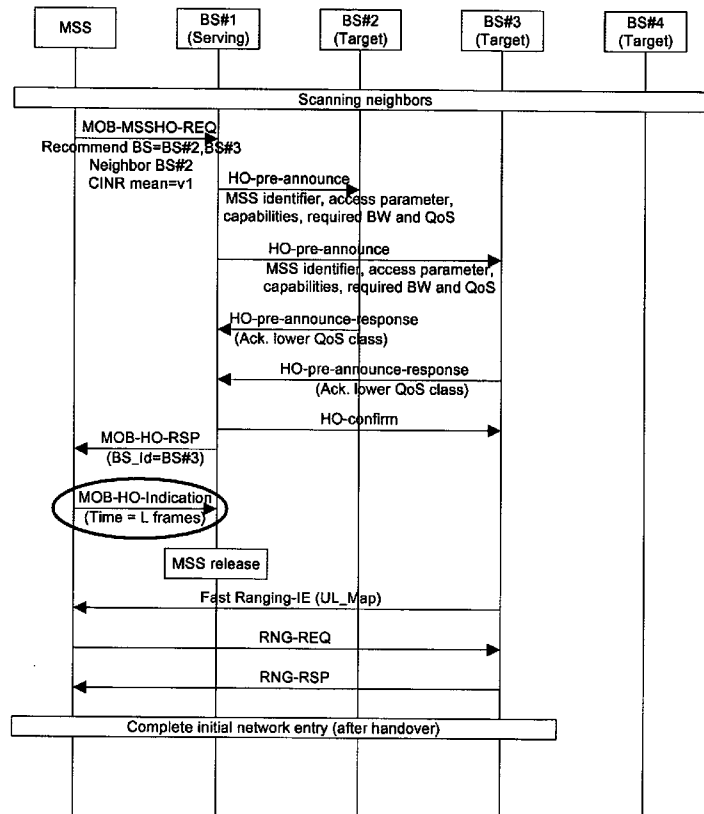 MSS
BS#1
(Serving)
BS#2
(Target)
BS#3
(Target)
BS#4
(Target)
Scanning neighbors
MOB-MSSHO-REQ
Recommend BS=BS#2,BS#3
Neighbor BS#2
CINR mean=v1
HO-pre-announce
MSS identifier, access parameter,
capabilities, required BW and QoS
HO-pre-announce
MSS identifier, access parameter,
capabilities, required BW and QoS
HO-pre-announce-response
(Ack. lower QoS class)
HO-pre-announce-response
(Ack. lower QoS class)
HO-confirm
MOB-HO-RSP
(BS_Id=BS#3)
MOB-HO-Indication
(Time = L frames)
MSS release
Fast Ranging-IE (UL_Map)
RNG-REQ
RNG-RSP
Complete initial network entry (after handover)